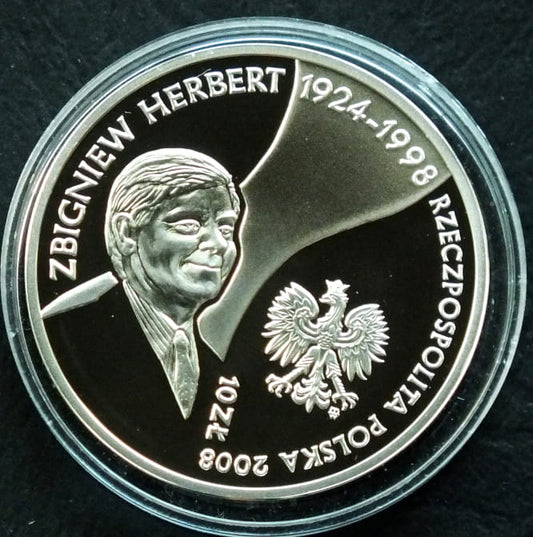 ZBIGNIEW HERBERT 1924-1998
RZECZPOSPOLITA POLSKA 2008
10 ZŁ